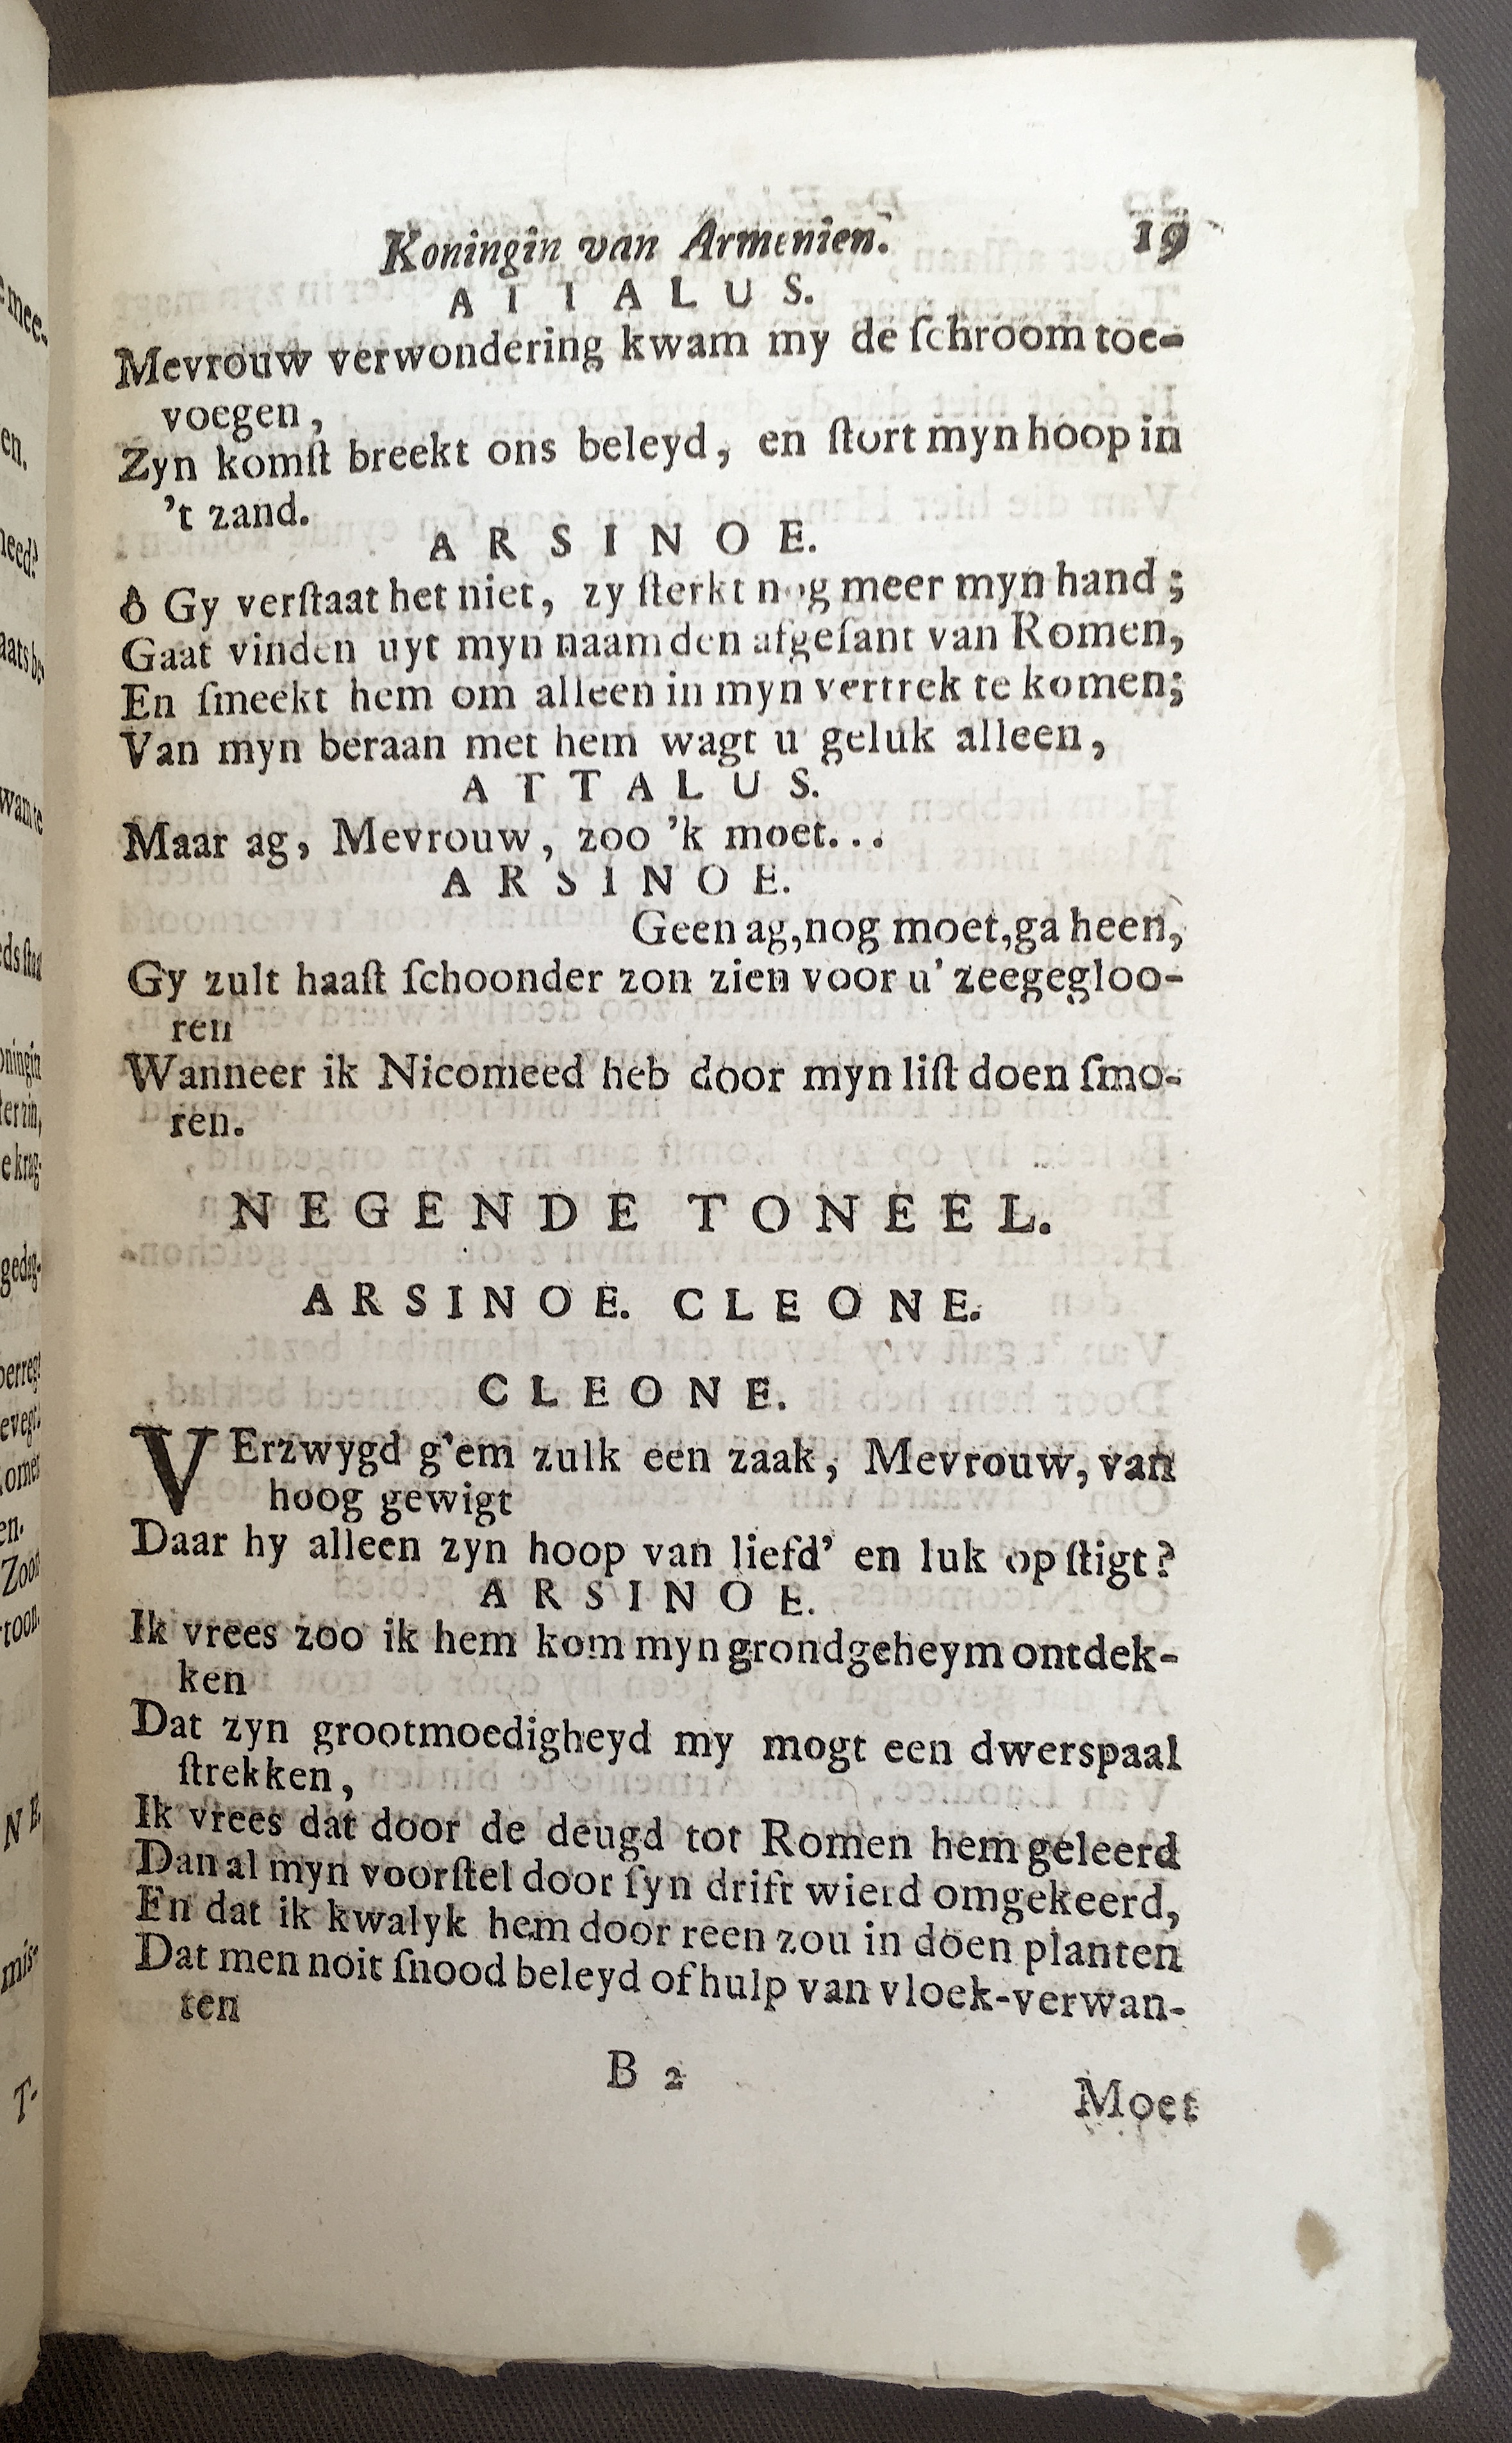 Koningin van Armenien. 19
ATTALUS.
Mevrouw verwondering kwam my de ſchroom toe-
voegen,
Zyn komſt breekt ons beleyd, en ſtort myn hoop in
't zand.
ARSINOE.
ô Gy verſtaat het niet, zy ſterkt nog meer myn hand;
Gaat vinden uyt myn naam den afgeſant van Romen,
En ſmeekt hem om alleen in myn vertrek te komen;
Van myn beraan met hem wagt u geluk alleen,
ATTALUS.
Maar ag, Mevrouw, zoo 'k moet...
ARSINOE.
Geen ag, nog moet, ga heen,
Gy zult haaſt ſchoonder zon zien voor u' zeegegloo-
ren
Wanneer ik Nicomeed heb door myn liſt doen ſmo-
ren.
NEGENDE TONEEL.
ARSINOE. CLEONE.
CLEONE.
VErzwygd g'em zulk een zaak, Mevrouw, van
hoog gewigt
Daar hy alleen zyn hoop van liefd' en luk op ſtigt?
ARSINOE.
Ik vrees zoo ik hem kom myn grondgeheym ontdek-
ken
Dat zyn grootmoedigheyd my mogt een dwerspaal
ſtrekken,
Ik vrees dat door de deugd tot Romen hem geleerd
Dan al myn voorſtel door ſyn drift wierd omgekeerd,
En dat ik kwalyk hem door reen zou in doen planten
Dat men noit ſnood beleyd of hulp van vloek-verwan-
ten
B 2
Moet